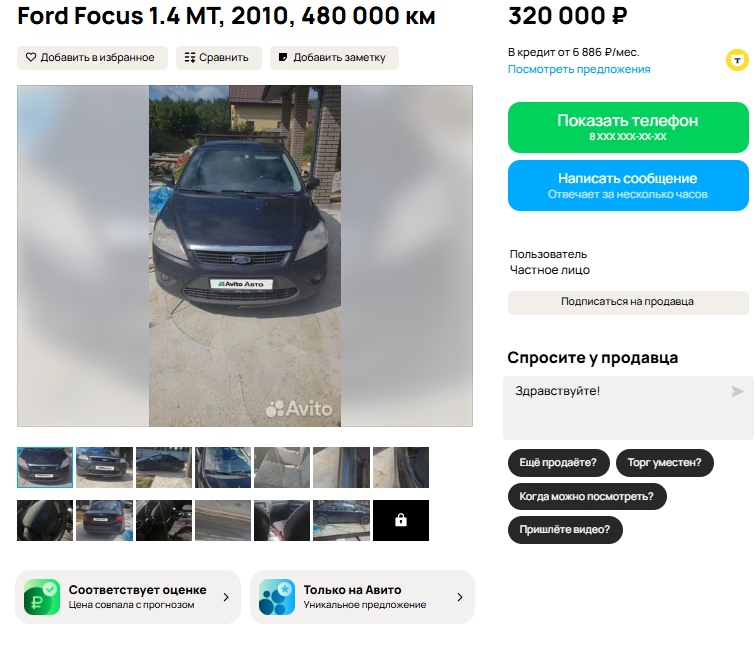 Ford Focus 1.4 MT, 2010, 480 000 км
Добавить в избранное
Сравнить
Добавить заметку
Avito Авто
Avito
Соответствует оценке
Цена совпала с прогнозом
Только на Авито
Уникальное предложение
320 000 ₽
В кредит от 6 886 ₽/мес.
Посмотреть предложения
Показать телефон
8 XXX XXX-XX-XX
Написать сообщение
Отвечает за несколько часов
Пользователь
Частное лицо
Подписаться на продавца
Спросите у продавца
Здравствуйте!
Ещё продаёте?
Торг уместен?
Когда можно посмотреть?
Пришлёте видео?